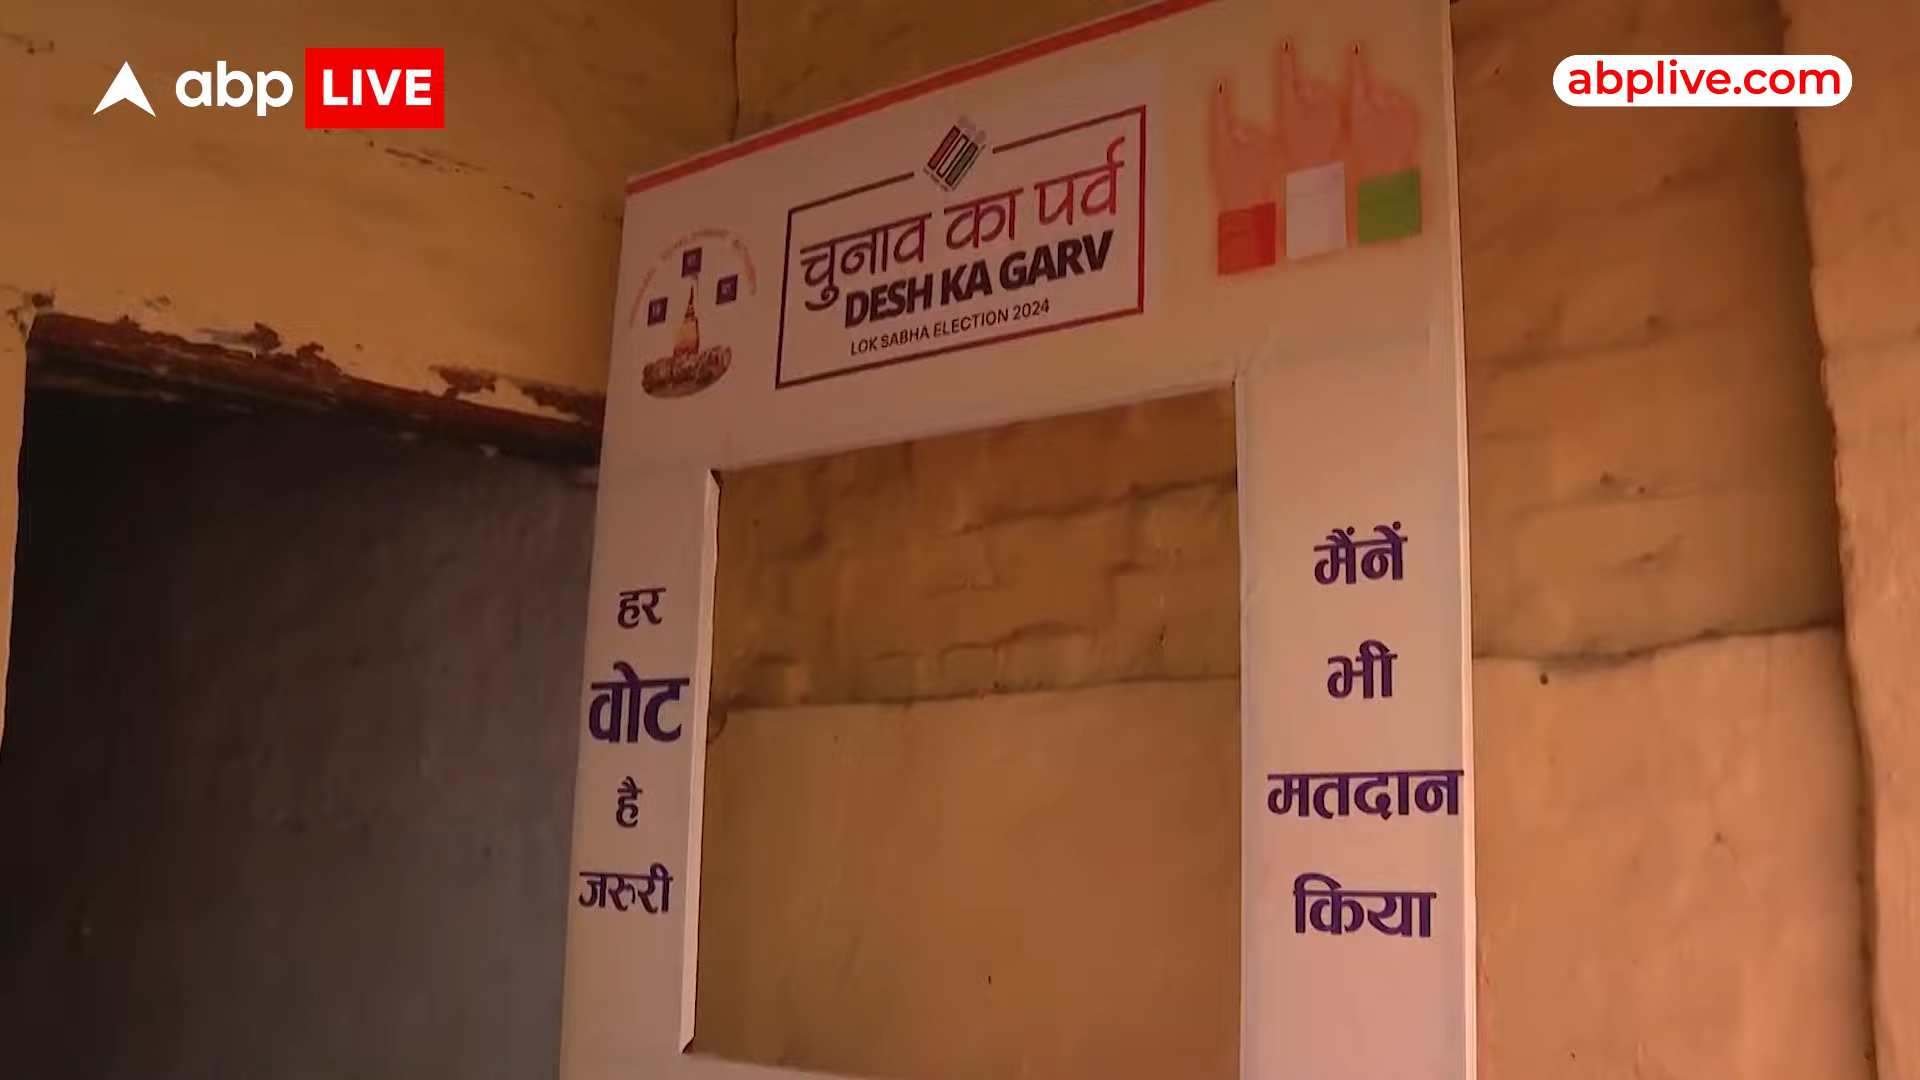 abp LIVE
abplive.com
चुनाव का पर्व
DESH KA GARV
LOK SABHA ELECTION 2024
हर
वोट
है
जरुरी
मैंनें
भी
मतदान
किया